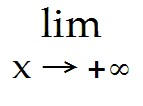 lim
x → +∞